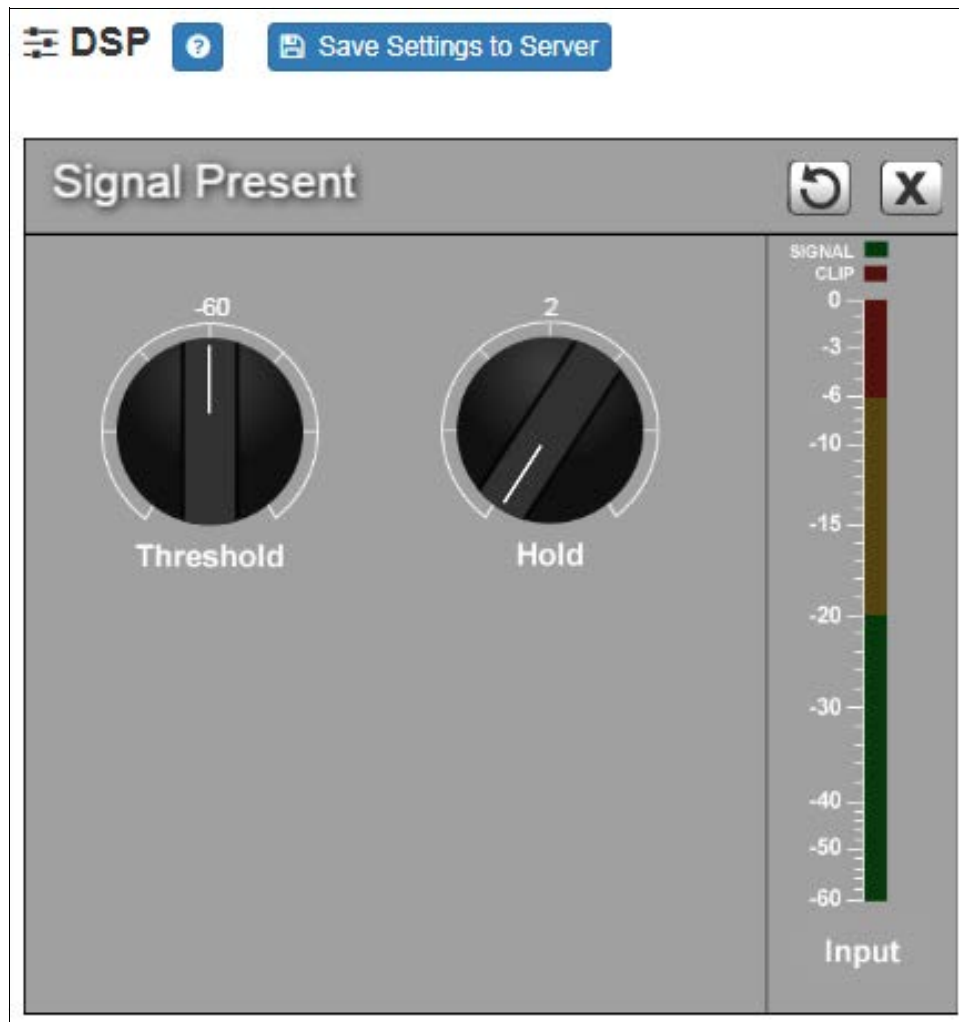 DSP ? Save Settings to Server
Signal Present X
SIGNAL
CLIP
0
-3
-6
-10
-15
-20
-30
-40
-50
-60
Input
-60
Threshold
2
Hold